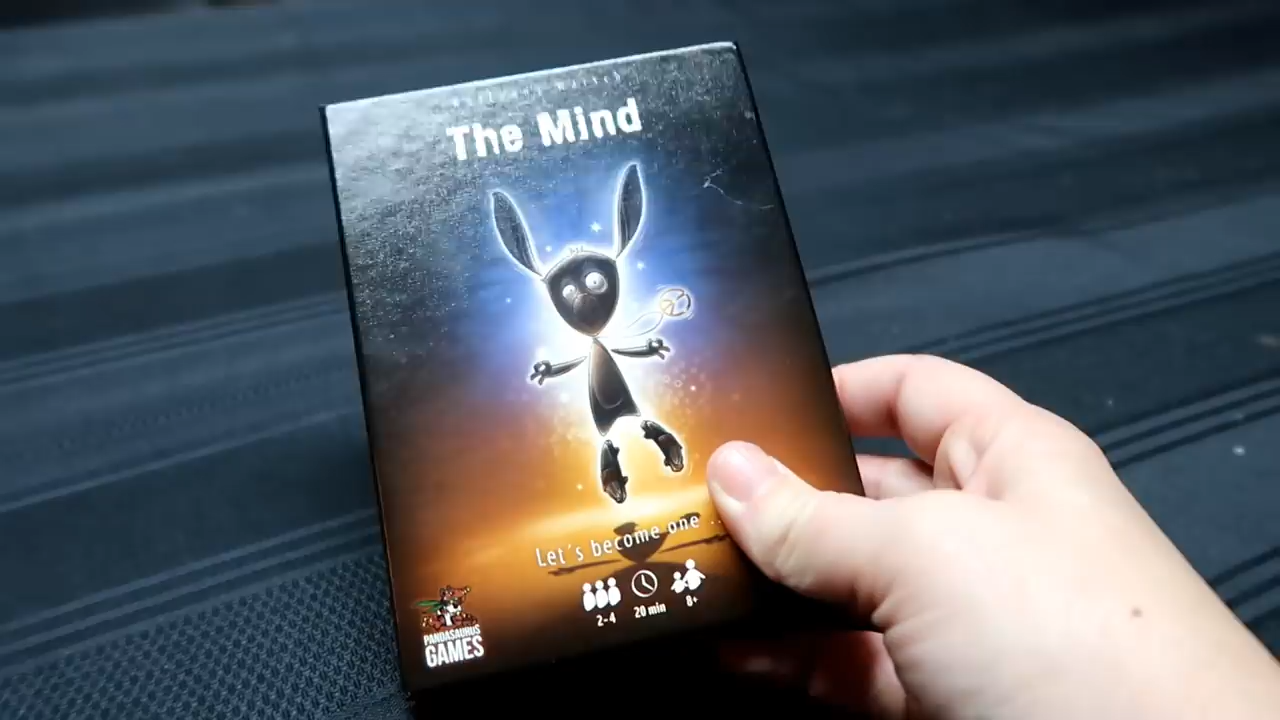 The Mind
Let's become one ..
2-4
20 min
8+
PANDASAURUS
GAMES